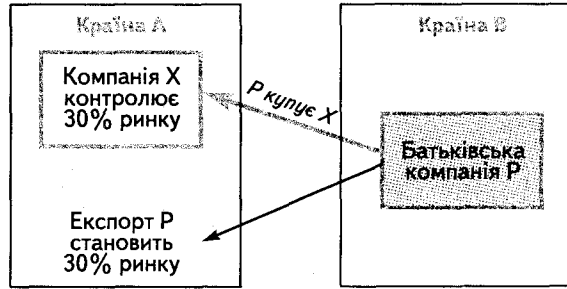 Країна А
Країна В
Компанія Х
контролює
30% ринку
Р купує Х
Батьківська
компанія Р
Експорт Р
становить
30% ринку